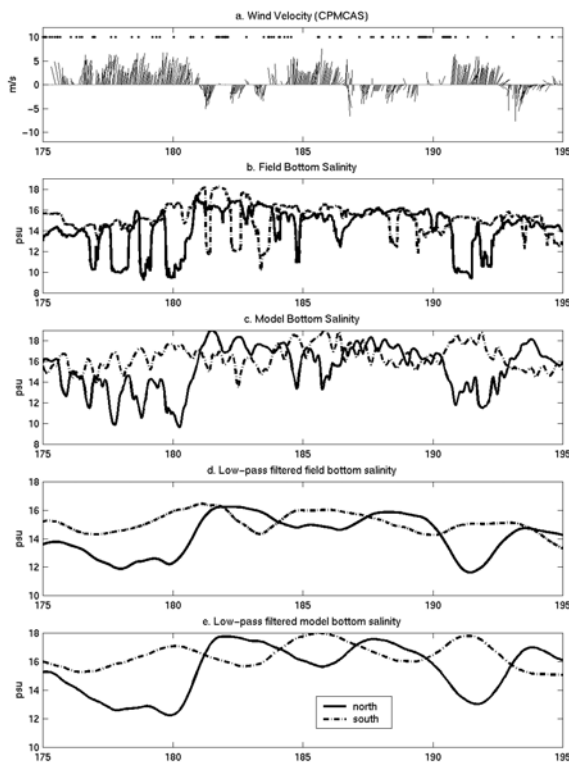 a. Wind Velocity (CPMCAS)
10
5
0
−5
−10
m/s
175 180 185 190 195
b. Field Bottom Salinity
18
16
14
12
10
8
psu
175 180 185 190 195
c. Model Bottom Salinity
18
16
14
12
10
8
psu
175 180 185 190 195
d. Low−pass filtered field bottom salinity
18
16
14
12
10
psu
175 180 185 190 195
e. Low−pass filtered model bottom salinity
18
16
14
12
10
psu
north
south
175 180 185 190 195